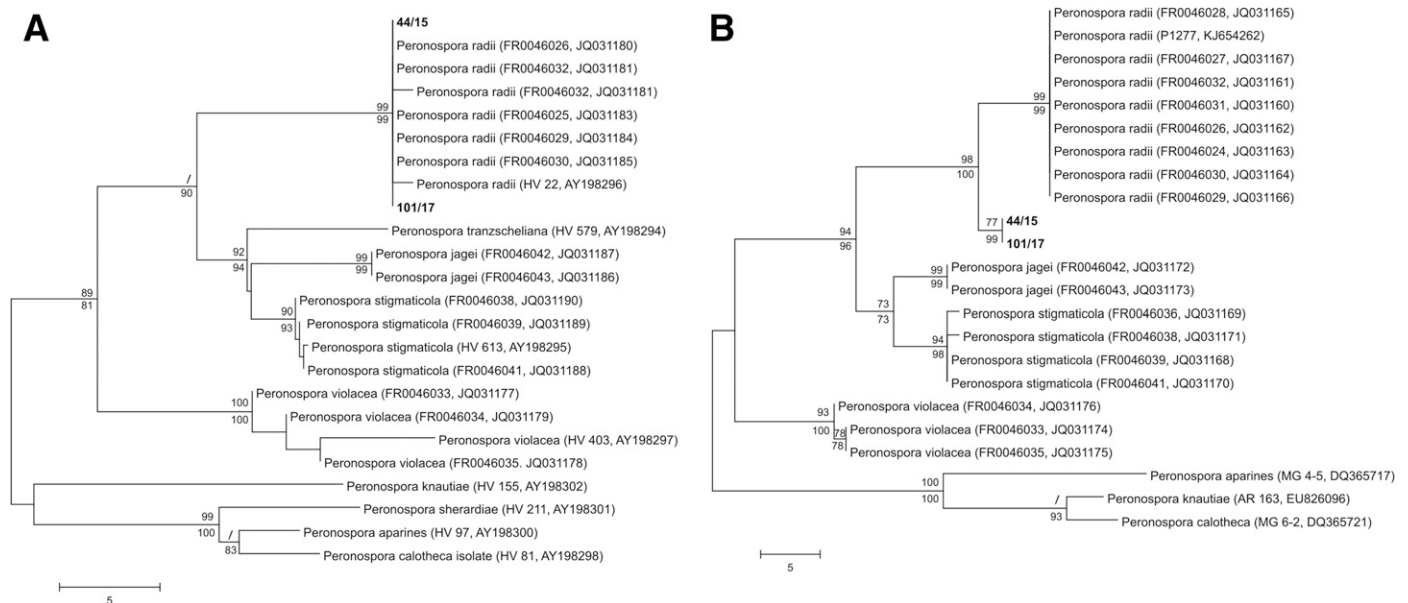 A
44/15
Peronospora radii (FR0046026, JQ031180)
Peronospora radii (FR0046032, JQ031181)
Peronospora radii (FR0046032, JQ031181)
99
99
Peronospora radii (FR0046025, JQ031183)
Peronospora radii (FR0046029, JQ031184)
Peronospora radii (FR0046030, JQ031185)
/
90
Peronospora radii (HV 22, AY198296)
101/17
Peronospora tranzscheliana (HV 579, AY198294)
92
94
99
99
Peronospora jagei (FR0046042, JQ031187)
Peronospora jagei (FR0046043, JQ031186)
89
81
Peronospora stigmaticola (FR0046038, JQ031190)
90
93
Peronospora stigmaticola (FR0046039, JQ031189)
Peronospora stigmaticola (HV 613, AY198295)
Peronospora stigmaticola (FR0046041, JQ031188)
100
100
Peronospora violacea (FR0046033, JQ031177)
Peronospora violacea (FR0046034, JQ031179)
Peronospora violacea (HV 403, AY198297)
Peronospora violacea (FR0046035. JQ031178)
Peronospora knautiae (HV 155, AY198302)
Peronospora sherardiae (HV 211, AY198301)
99
100
/
83
Peronospora aparines (HV 97, AY198300)
Peronospora calotheca isolate (HV 81, AY198298)
5
B
Peronospora radii (FR0046028, JQ031165)
Peronospora radii (P1277, KJ654262)
Peronospora radii (FR0046027, JQ031167)
Peronospora radii (FR0046032, JQ031161)
99
99
Peronospora radii (FR0046031, JQ031160)
Peronospora radii (FR0046026, JQ031162)
Peronospora radii (FR0046024, JQ031163)
98
100
Peronospora radii (FR0046030, JQ031164)
Peronospora radii (FR0046029, JQ031166)
77
99
44/15
101/17
94
96
99
99
Peronospora jagei (FR0046042, JQ031172)
Peronospora jagei (FR0046043, JQ031173)
73
73
Peronospora stigmaticola (FR0046036, JQ031169)
Peronospora stigmaticola (FR0046038, JQ031171)
94
98
Peronospora stigmaticola (FR0046039, JQ031168)
Peronospora stigmaticola (FR0046041, JQ031170)
93
100
Peronospora violacea (FR0046034, JQ031176)
78
78
Peronospora violacea (FR0046033, JQ031174)
Peronospora violacea (FR0046035, JQ031175)
100
100
Peronospora aparines (MG 4-5, DQ365717)
/
93
Peronospora knautiae (AR 163, EU826096)
Peronospora calotheca (MG 6-2, DQ365721)
5